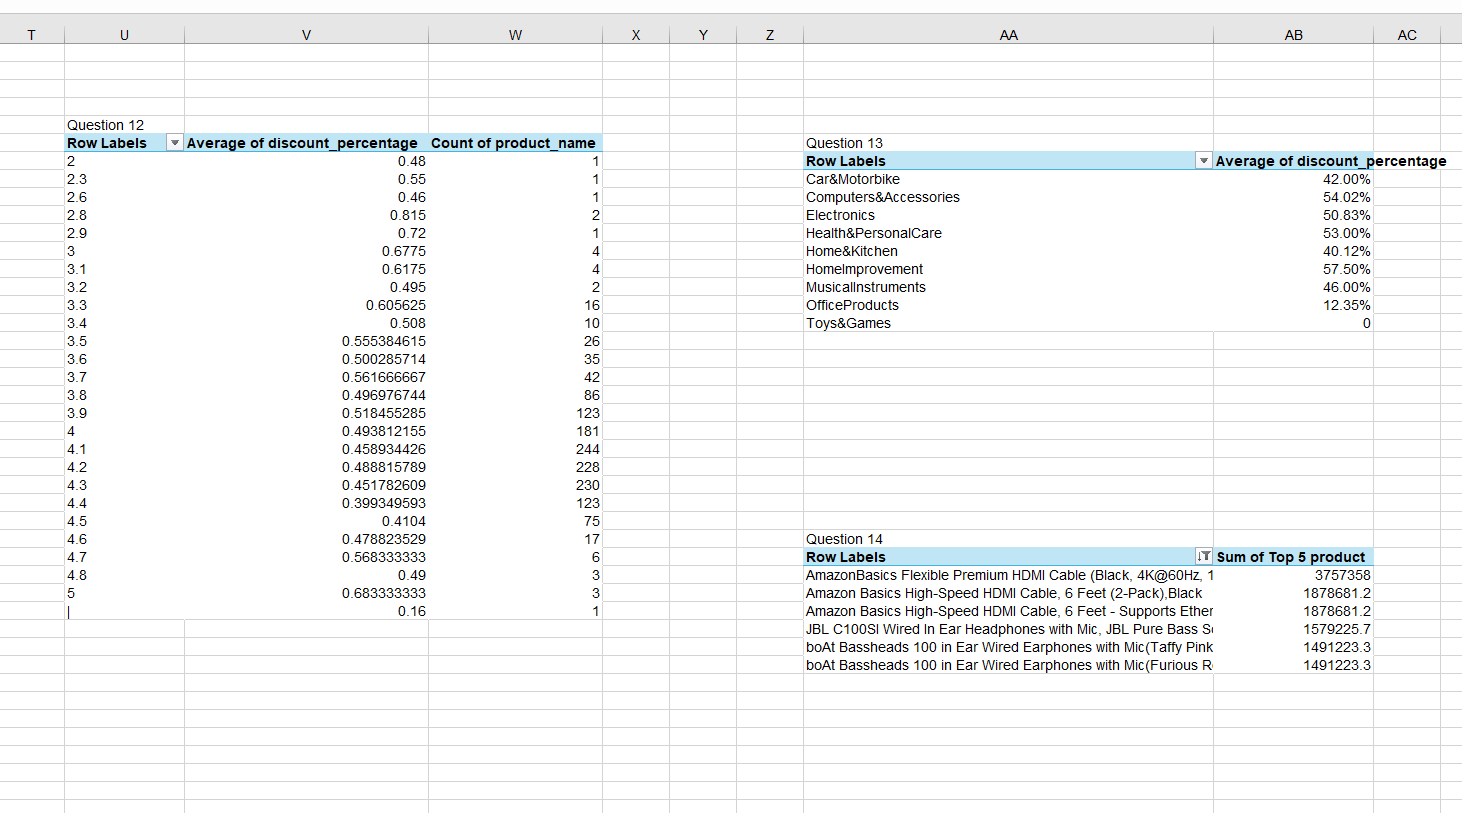 T U V W X Y Z AA AB AC
Question 12
Row Labels Average of discount_percentage Count of product_name
2 0.48 1
2.3 0.55 1
2.6 0.46 1
2.8 0.815 2
2.9 0.72 1
3 0.6775 4
3.1 0.6175 4
3.2 0.495 2
3.3 0.605625 16
3.4 0.508 10
3.5 0.555384615 26
3.6 0.500285714 35
3.7 0.561666667 42
3.8 0.496976744 86
3.9 0.518455285 123
4 0.493812155 181
4.1 0.458934426 244
4.2 0.488815789 228
4.3 0.451782609 230
4.4 0.399349593 123
4.5 0.4104 75
4.6 0.478823529 17
4.7 0.568333333 6
4.8 0.49 3
5 0.683333333 3
| 0.16 1
Question 13
Row Labels Average of discount_percentage
Car&Motorbike 42.00%
Computers&Accessories 54.02%
Electronics 50.83%
Health&PersonalCare 53.00%
Home&Kitchen 40.12%
HomeImprovement 57.50%
MusicalInstruments 46.00%
OfficeProducts 12.35%
Toys&Games 0
Question 14
Row Labels Sum of Top 5 product
AmazonBasics Flexible Premium HDMI Cable (Black, 4K@60Hz, 1 3757358
Amazon Basics High-Speed HDMI Cable, 6 Feet (2-Pack),Black 1878681.2
Amazon Basics High-Speed HDMI Cable, 6 Feet - Supports Ether 1878681.2
JBL C100SI Wired In Ear Headphones with Mic, JBL Pure Bass S 1579225.7
boAt Bassheads 100 in Ear Wired Earphones with Mic(Taffy Pink 1491223.3
boAt Bassheads 100 in Ear Wired Earphones with Mic(Furious R 1491223.3